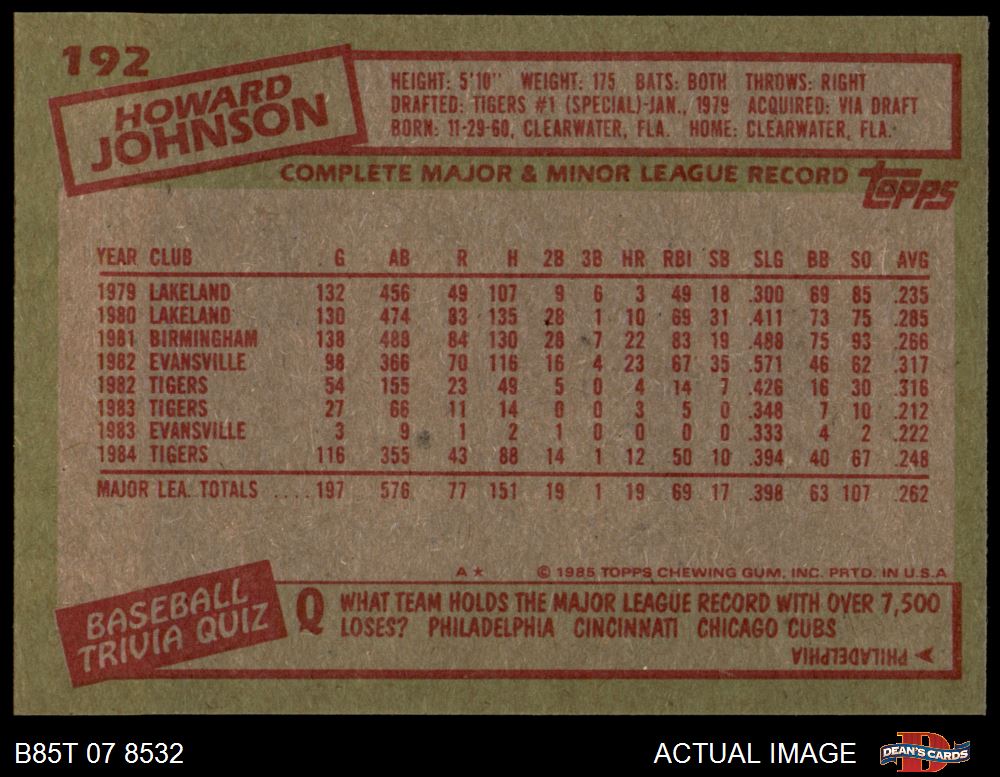 192
HOWARD
JOHNSON
HEIGHT: 5'10" WEIGHT: 175 BATS: BOTH THROWS: RIGHT
DRAFTED: TIGERS #1 (SPECIAL)-JAN., 1979 ACQUIRED: VIA DRAFT
BORN: 11-29-60, CLEARWATER, FLA. HOME: CLEARWATER, FLA.
COMPLETE MAJOR & MINOR LEAGUE RECORD topps
YEAR CLUB G AB R H 2B 3B HR RBI SB SLG BB SO AVG
1979 LAKELAND 132 456 49 107 9 6 3 49 18 .300 69 85 .235
1980 LAKELAND 130 474 83 135 28 1 10 69 31 .411 73 75 .285
1981 BIRMINGHAM 138 489 84 130 28 7 22 83 19 .488 75 93 .266
1982 EVANSVILLE 98 366 70 116 16 4 23 67 35 .571 46 62 .317
1982 TIGERS 54 155 23 49 5 0 4 14 7 .426 16 30 .316
1983 TIGERS 27 66 11 14 0 0 3 5 0 .348 7 10 .212
1983 EVANSVILLE 3 9 1 2 1 0 0 0 0 .333 4 2 .222
1984 TIGERS 116 355 43 88 14 1 12 50 10 .394 40 67 .248
MAJOR LEA. TOTALS .... 197 576 77 151 19 1 19 69 17 .398 63 107 .262
A★ © 1985 TOPPS CHEWING GUM, INC. PRTD. IN U.S.A
BASEBALL
TRIVIA QUIZ
Q WHAT TEAM HOLDS THE MAJOR LEAGUE RECORD WITH OVER 7,500
LOSES? PHILADELPHIA CINCINNATI CHICAGO CUBS
PHILADELPHIA
B85T 07 8532
ACTUAL IMAGE
DEAN'S CARDS